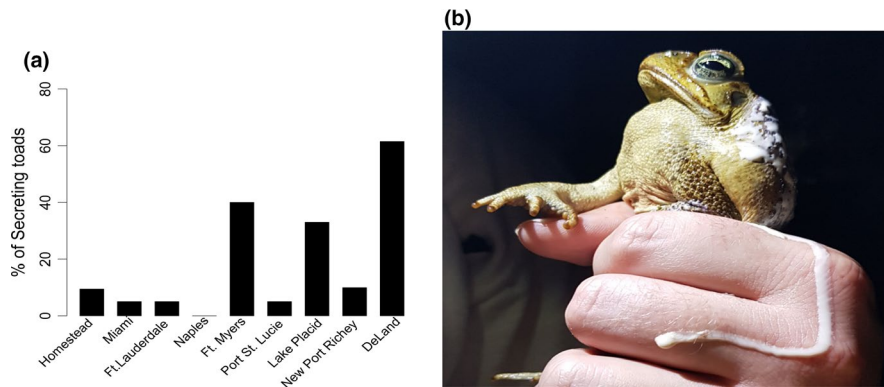 (a)
% of Secreting toads
80
60
40
20
0
Homestead
Miami
Ft.Lauderdale
Naples
Ft. Myers
Port St. Lucie
Lake Placid
New Port Richey
DeLand
(b)